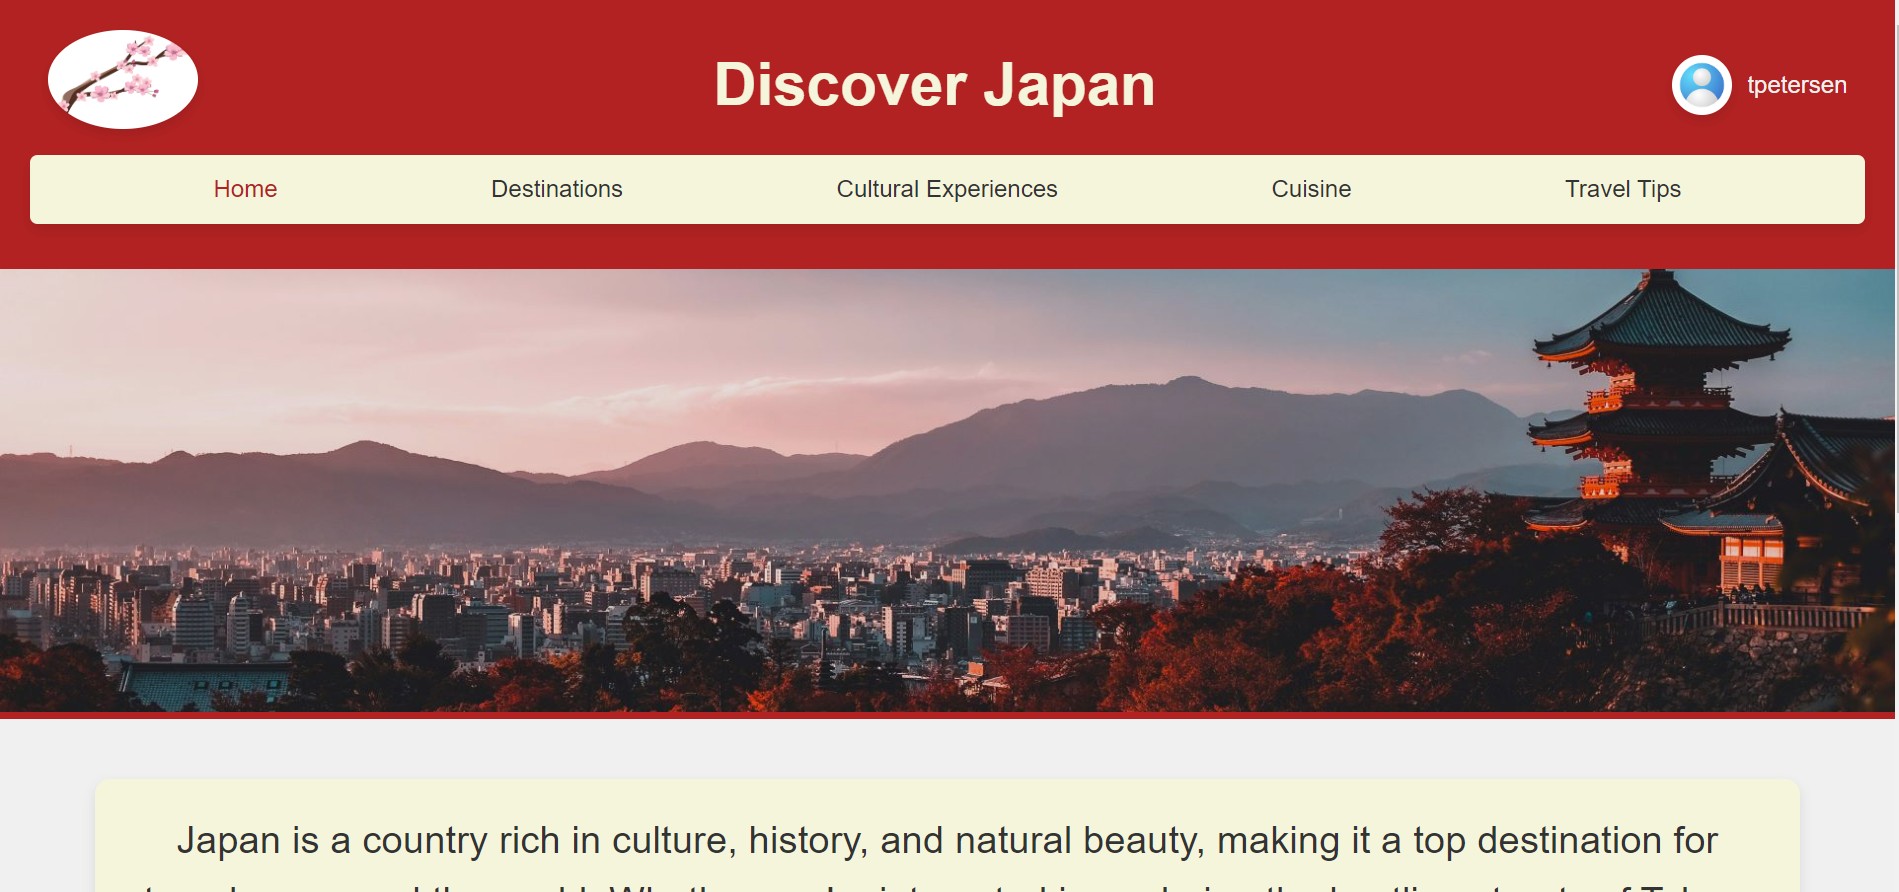 Discover Japan
tpetersen
Home Destinations Cultural Experiences Cuisine Travel Tips
Japan is a country rich in culture, history, and natural beauty, making it a top destination for